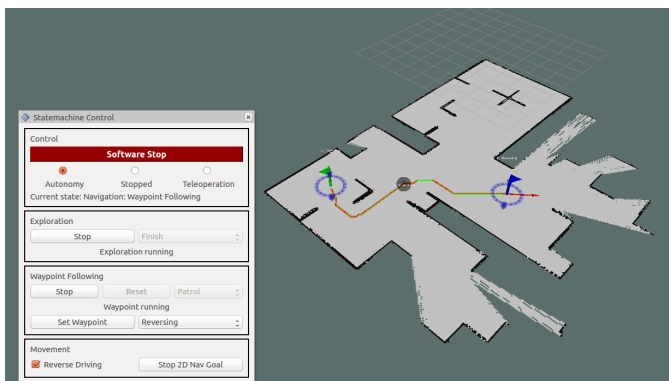 Statemachine Control
Control
Software Stop
Autonomy Stopped Teleoperation
Current state: Navigation: Waypoint Following
Exploration
Stop Finish
Exploration running
Waypoint Following
Stop Reset Patrol
Waypoint running
Set Waypoint Reversing
Movement
Reverse Driving Stop 2D Nav Goal